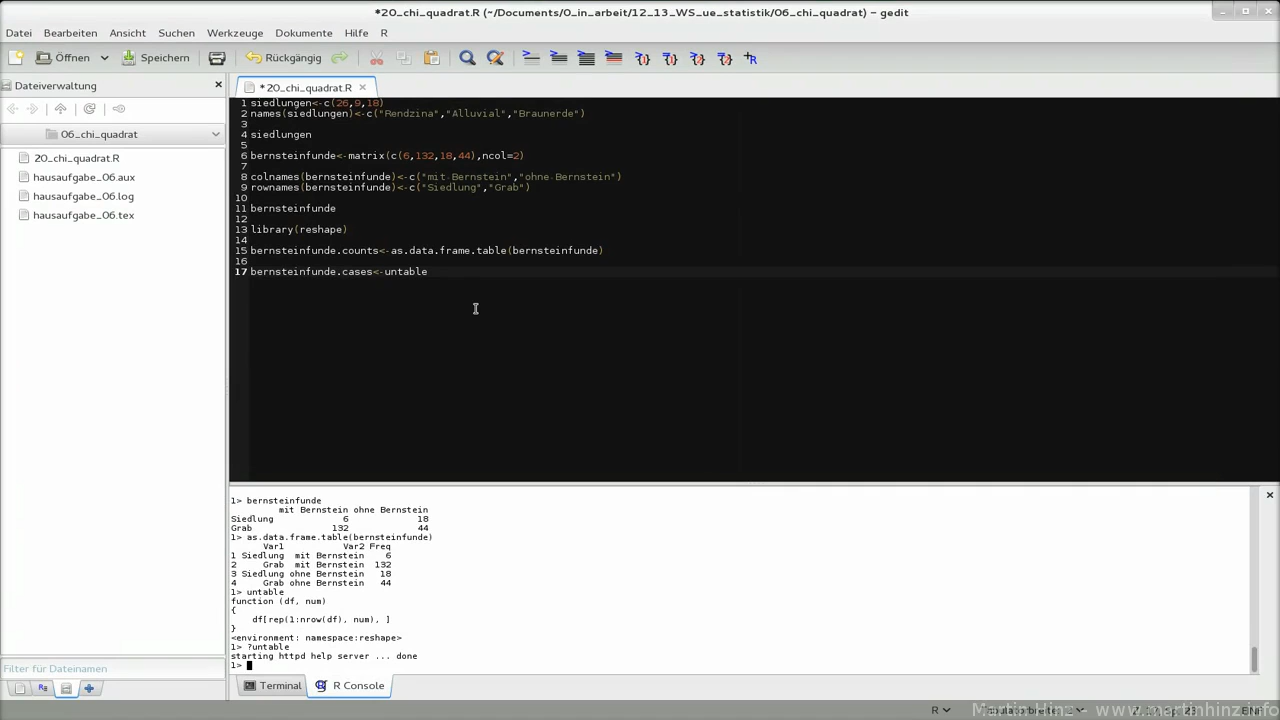 *20_chi_quadrat.R (~/Documents/0_in_arbeit/12_13_WS_ue_statistik/06_chi_quadrat) – gedit
Datei Bearbeiten Ansicht Suchen Werkzeuge Dokumente Hilfe R
Öffnen Speichern Rückgängig
Dateiverwaltung
*20_chi_quadrat.R
06_chi_quadrat
20_chi_quadrat.R
hausaufgabe_06.aux
hausaufgabe_06.log
hausaufgabe_06.tex
Filter für Dateinamen
1 siedlungen<-c(26,9,18)
2 names(siedlungen)<-c("Rendzina","Alluvial","Braunerde")
3
4 siedlungen
5
6 bernsteinfunde<-matrix(c(6,132,18,44),ncol=2)
7
8 colnames(bernsteinfunde)<-c("mit Bernstein","ohne Bernstein")
9 rownames(bernsteinfunde)<-c("Siedlung","Grab")
10
11 bernsteinfunde
12
13 library(reshape)
14
15 bernsteinfunde.counts<-as.data.frame.table(bernsteinfunde)
16
17 bernsteinfunde.cases<-untable
1> bernsteinfunde
mit Bernstein ohne Bernstein
Siedlung 6 18
Grab 132 44
1> as.data.frame.table(bernsteinfunde)
Var1 Var2 Freq
1 Siedlung mit Bernstein 6
2 Grab mit Bernstein 132
3 Siedlung ohne Bernstein 18
4 Grab ohne Bernstein 44
1> untable
function (df, num)
{
df[rep(1:nrow(df), num), ]
}
<environment: namespace:reshape>
1> ?untable
starting httpd help server ... done
1>
Terminal R Console
R
Martin Hinz - www.martinhinz.info